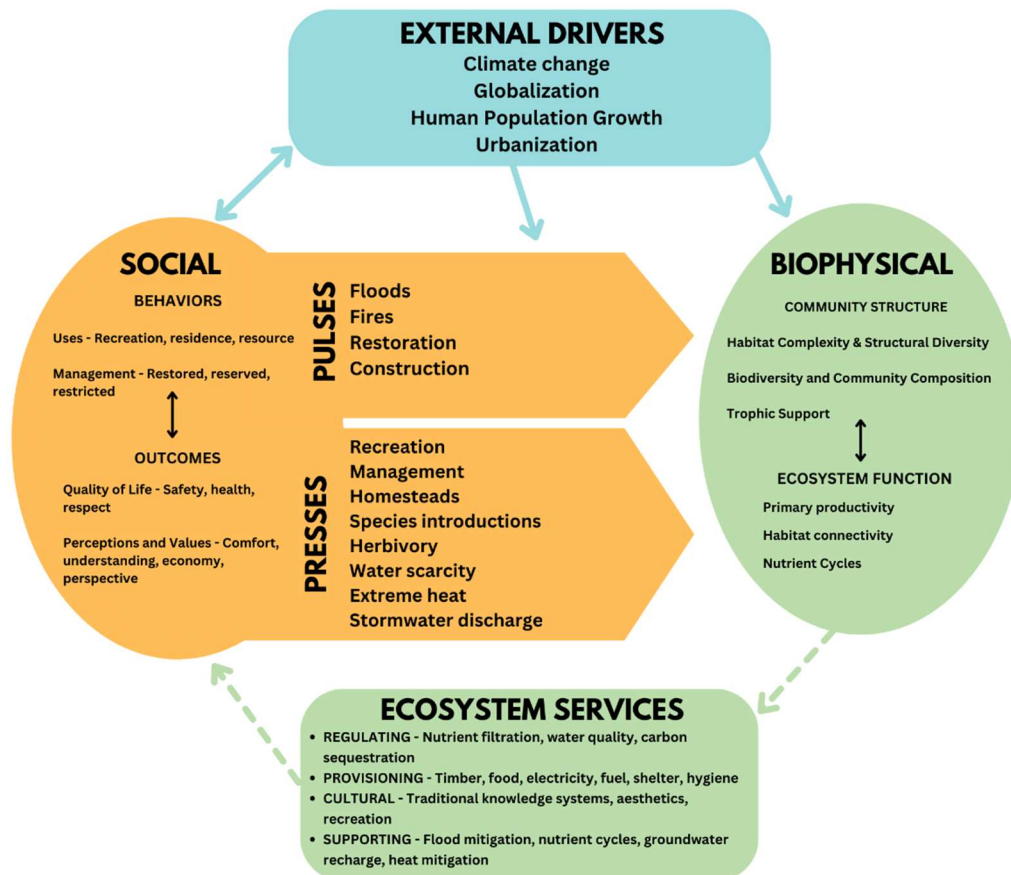 EXTERNAL DRIVERS
Climate change
Globalization
Human Population Growth
Urbanization
SOCIAL
BEHAVIORS
Uses - Recreation, residence, resource
Management - Restored, reserved,
restricted
OUTCOMES
Quality of Life - Safety, health,
respect
Perceptions and Values - Comfort,
understanding, economy,
perspective
PULSES
Floods
Fires
Restoration
Construction
PRESSES
Recreation
Management
Homesteads
Species introductions
Herbivory
Water scarcity
Extreme heat
Stormwater discharge
BIOPHYSICAL
COMMUNITY STRUCTURE
Habitat Complexity & Structural Diversity
Biodiversity and Community Composition
Trophic Support
ECOSYSTEM FUNCTION
Primary productivity
Habitat connectivity
Nutrient Cycles
ECOSYSTEM SERVICES
• REGULATING - Nutrient filtration, water quality, carbon
sequestration
• PROVISIONING - Timber, food, electricity, fuel, shelter, hygiene
• CULTURAL - Traditional knowledge systems, aesthetics,
recreation
• SUPPORTING - Flood mitigation, nutrient cycles, groundwater
recharge, heat mitigation